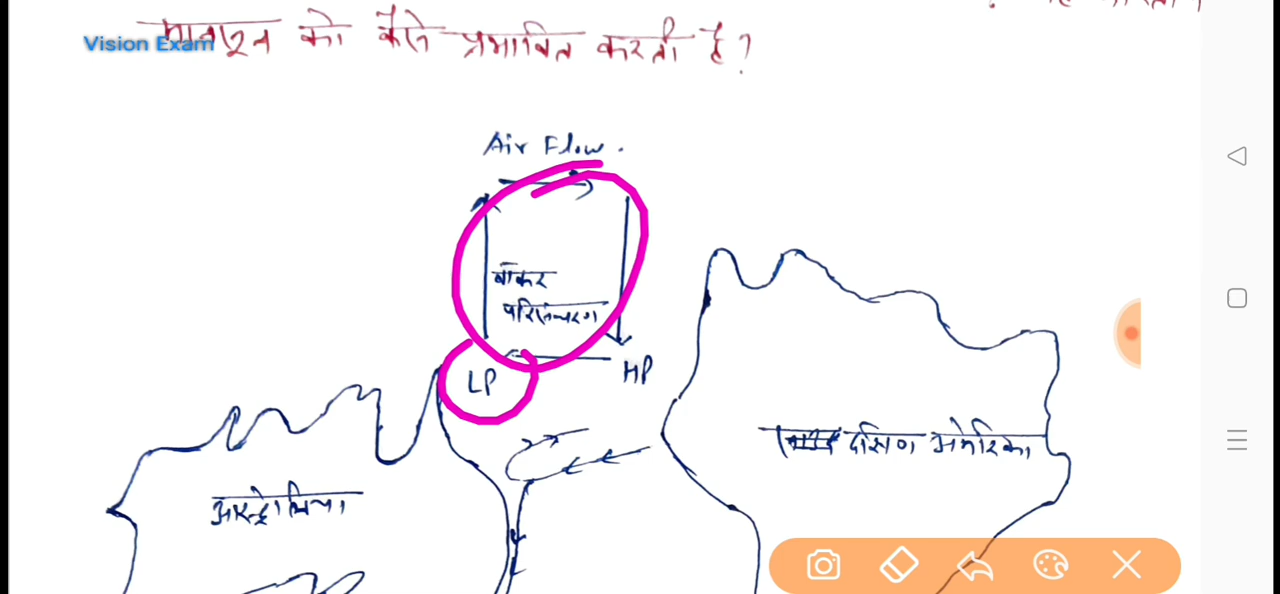 मानसून को कैसे प्रभावित करती है?
Vision Exam
Air Flow.
वॉकर
परिसंचरण
LP
HP
दक्षिण अमेरिका
आस्ट्रेलिया